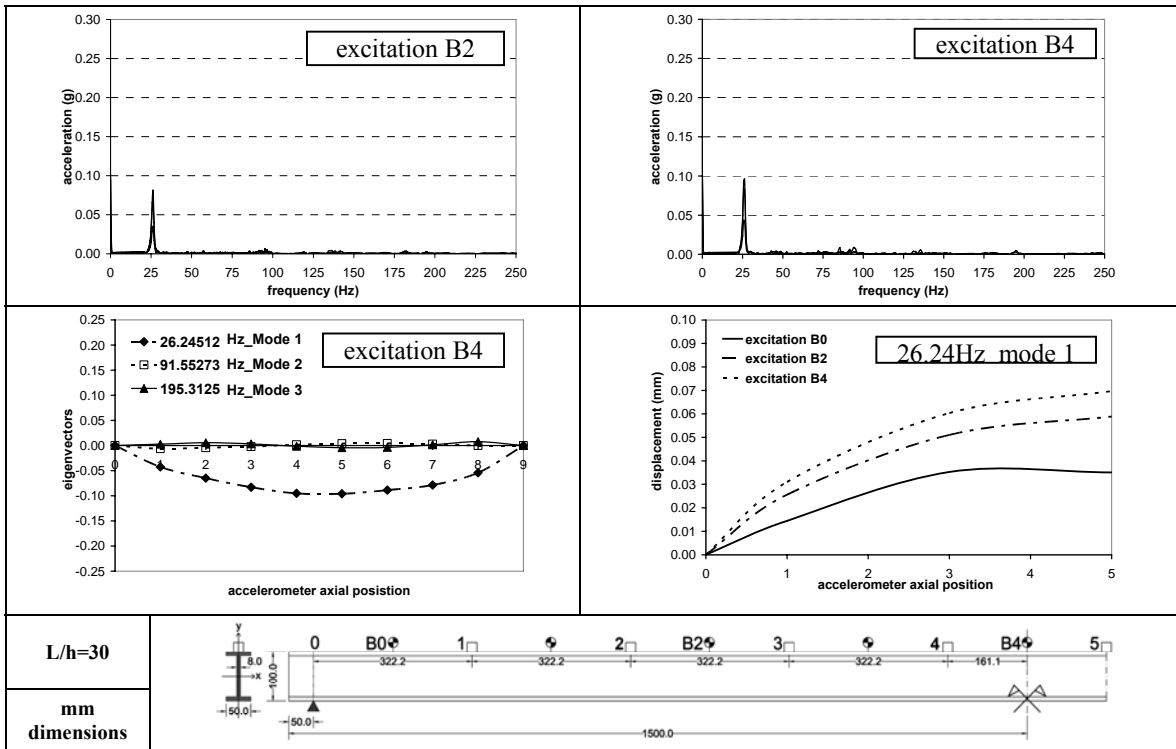 0.30
0.25
0.20
0.15
0.10
0.05
0.00
acceleration (g)
excitation B2
0 25 50 75 100 125 150 175 200 225 250
frequency (Hz)
0.30
0.25
0.20
0.15
0.10
0.05
0.00
acceleration (g)
excitation B4
0 25 50 75 100 125 150 175 200 225 250
frequency (Hz)
0.25
0.20
0.15
0.10
0.05
0.00
-0.05
-0.10
-0.15
-0.20
-0.25
eigenvectors
26.24512 Hz_Mode 1
91.55273 Hz_Mode 2
195.3125 Hz_Mode 3
excitation B4
0 1 2 3 4 5 6 7 8 9
accelerometer axial posistion
0.10
0.09
0.08
0.07
0.06
0.05
0.04
0.03
0.02
0.01
0.00
displacement (mm)
excitation B0
excitation B2
excitation B4
26.24Hz mode 1
0 1 2 3 4 5
accelerometer axial position
L/h=30
mm
dimensions
y
8.0
x
50.0
100.0
0 B0 1 2 B2 3 4 B4 5
322.2 322.2 322.2 322.2 161.1
50.0
1500.0